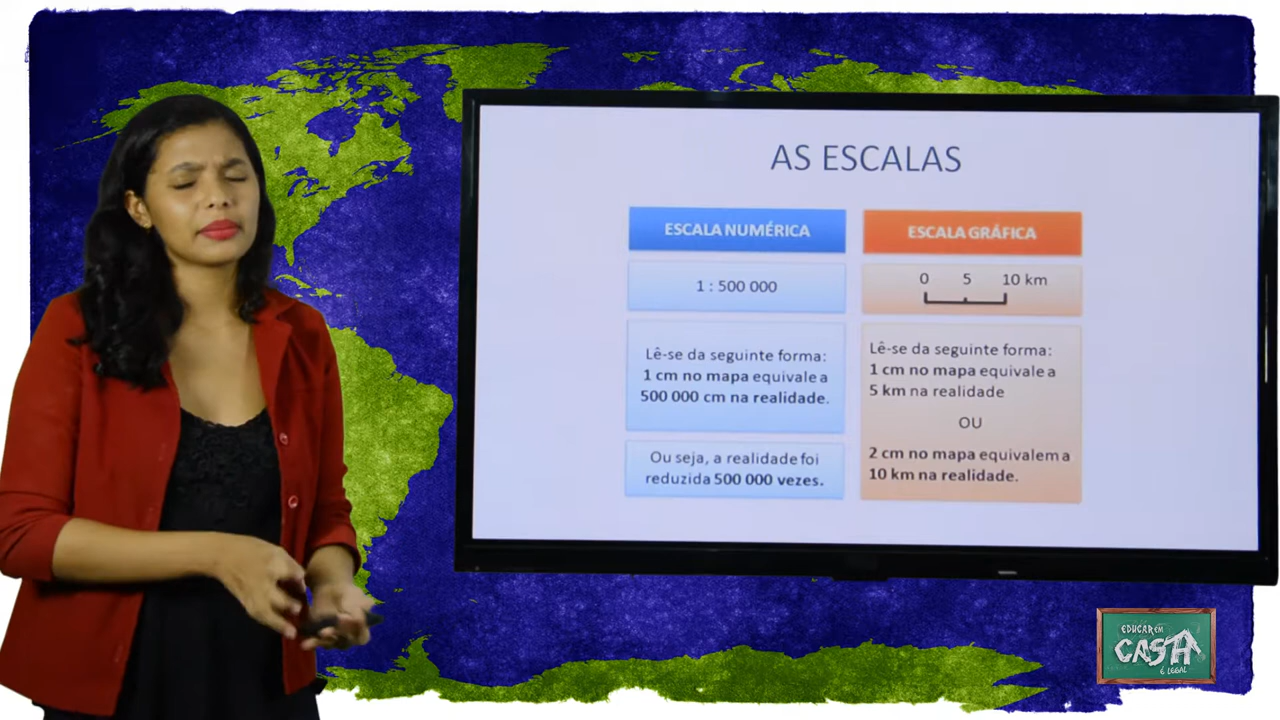 AS ESCALAS
ESCALA NUMÉRICA
1 : 500 000
Lê-se da seguinte forma:
1 cm no mapa equivale a
500 000 cm na realidade.
Ou seja, a realidade foi
reduzida 500 000 vezes.
ESCALA GRÁFICA
0 5 10 km
Lê-se da seguinte forma:
1 cm no mapa equivale a
5 km na realidade
OU
2 cm no mapa equivalem a
10 km na realidade.
EDUCAR EM
CASA
É LEGAL